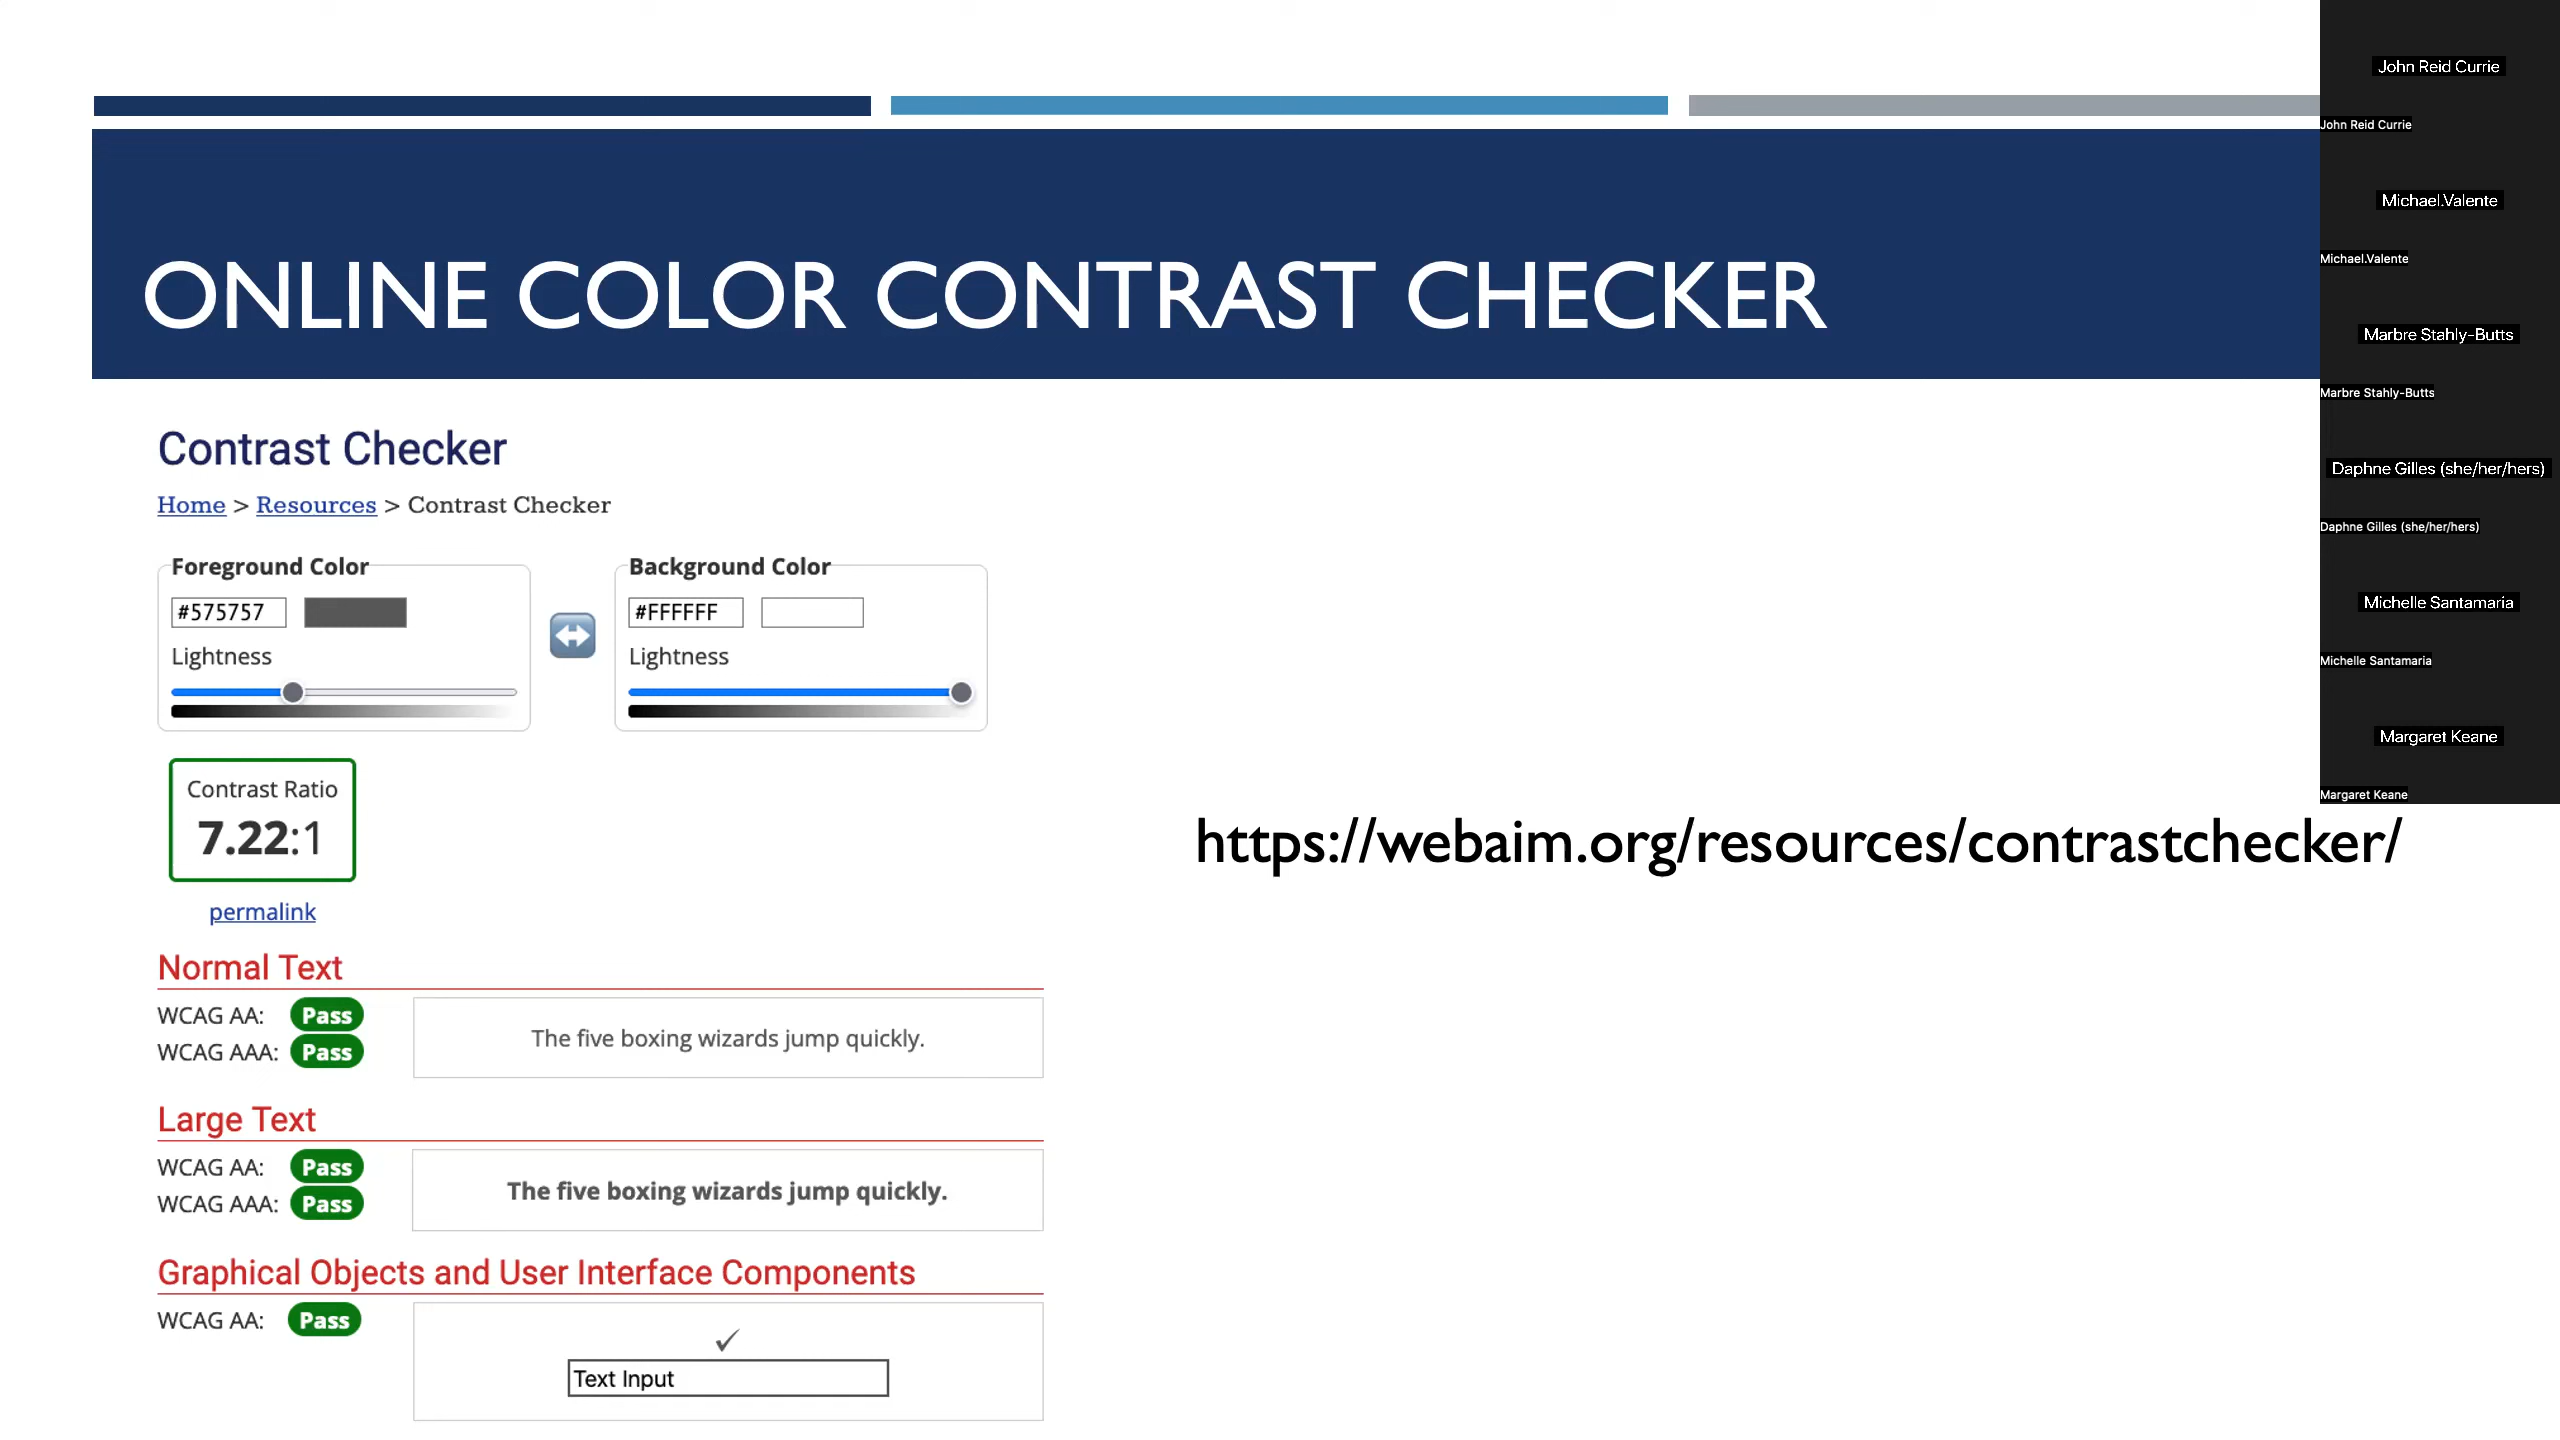 ONLINE COLOR CONTRAST CHECKER
Contrast Checker
Home > Resources > Contrast Checker
Foreground Color
#575757
Lightness
Background Color
#FFFFFF
Lightness
Contrast Ratio
7.22:1
permalink
Normal Text
WCAG AA: Pass
WCAG AAA: Pass
The five boxing wizards jump quickly.
Large Text
WCAG AA: Pass
WCAG AAA: Pass
The five boxing wizards jump quickly.
Graphical Objects and User Interface Components
WCAG AA: Pass
Text Input
https://webaim.org/resources/contrastchecker/
John Reid Currie
John Reid Currie
Michael.Valente
Michael.Valente
Marbre Stahly-Butts
Marbre Stahly-Butts
Daphne Gilles (she/her/hers)
Daphne Gilles (she/her/hers)
Michelle Santamaria
Michelle Santamaria
Margaret Keane
Margaret Keane